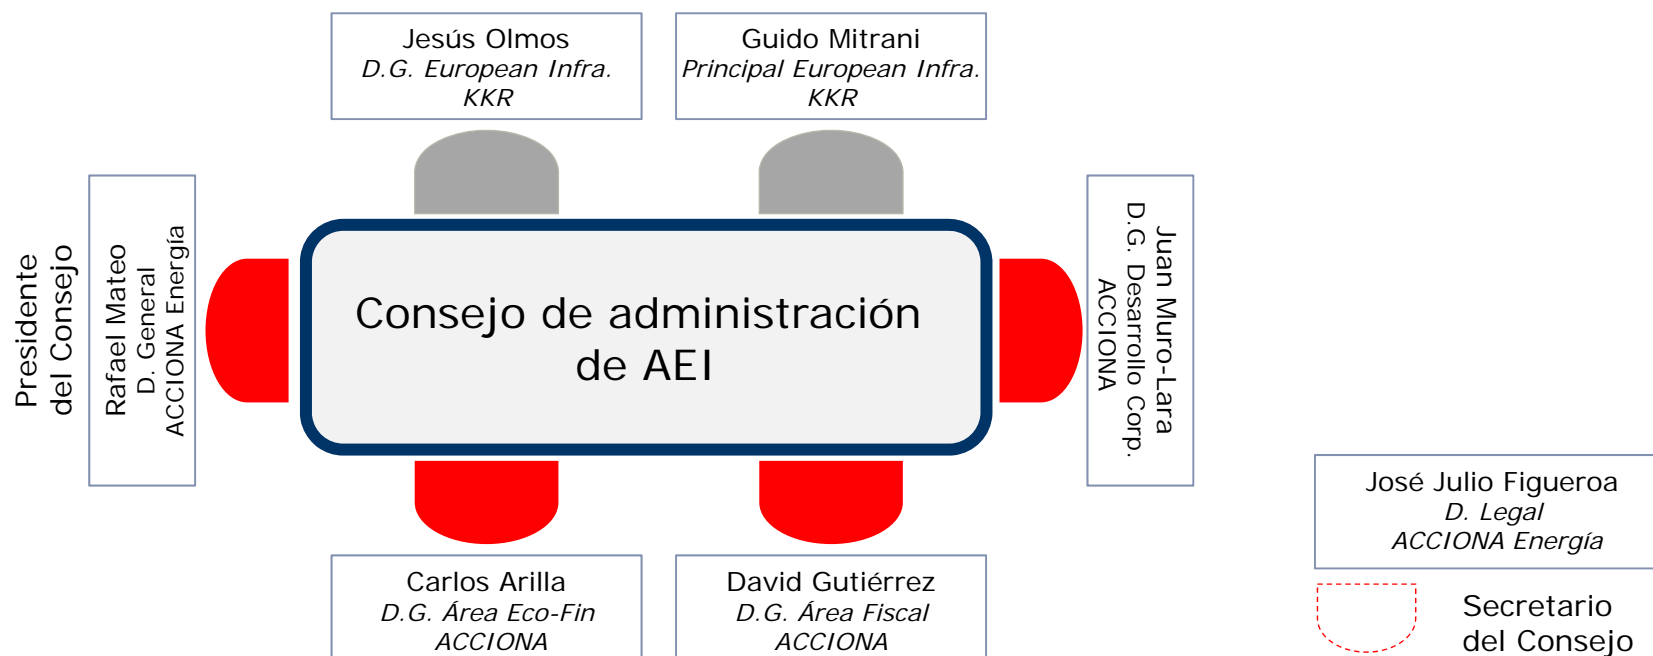 Jesús Olmos
D.G. European Infra.
KKR
Guido Mitrani
Principal European Infra.
KKR
Presidente
del Consejo
Rafael Mateo
D. General
ACCIONA Energía
Consejo de administración
de AEI
Juan Muro-Lara
D.G. Desarrollo Corp.
ACCIONA
Carlos Arilla
D.G. Área Eco-Fin
ACCIONA
David Gutiérrez
D.G. Área Fiscal
ACCIONA
José Julio Figueroa
D. Legal
ACCIONA Energía
Secretario
del Consejo